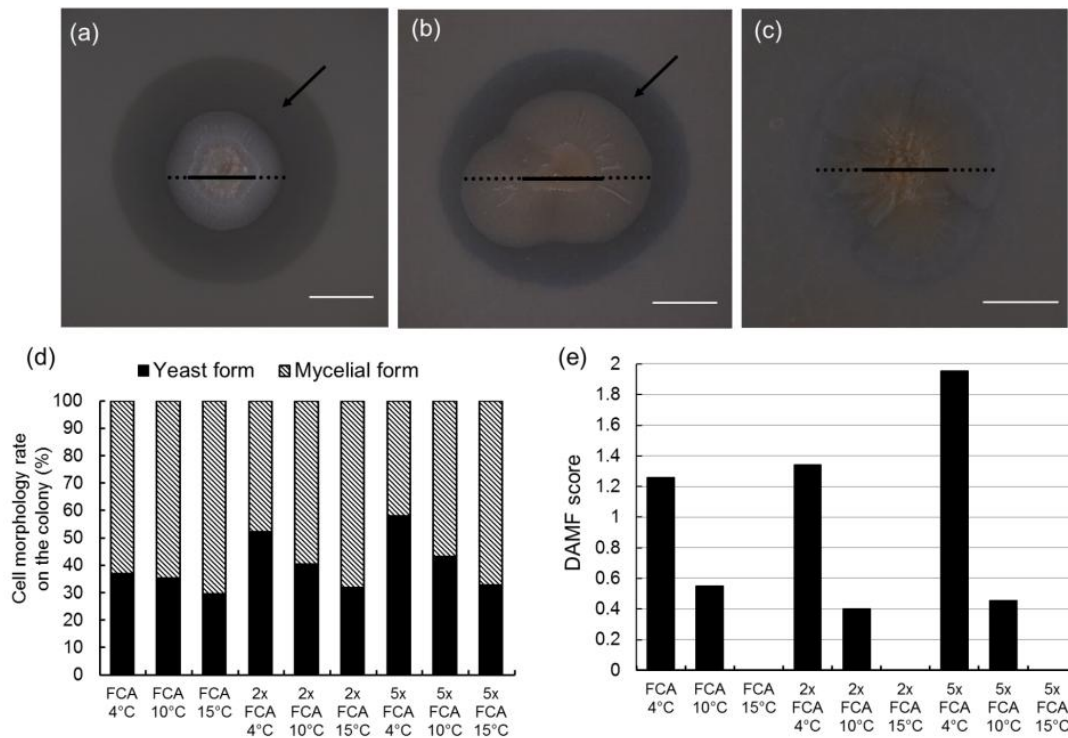 (a)
(b)
(c)
(d)
■ Yeast form ▧ Mycelial form
Cell morphology rate
on the colony (%)
100
90
80
70
60
50
40
30
20
10
0
FCA FCA FCA 2x 2x 2x 5x 5x 5x
4°C 10°C 15°C FCA FCA FCA FCA FCA FCA
4°C 10°C 15°C 4°C 10°C 15°C
(e)
DAMF score
2
1.8
1.6
1.4
1.2
1
0.8
0.6
0.4
0.2
0
FCA FCA FCA 2x 2x 2x 5x 5x 5x
4°C 10°C 15°C FCA FCA FCA FCA FCA FCA
4°C 10°C 15°C 4°C 10°C 15°C